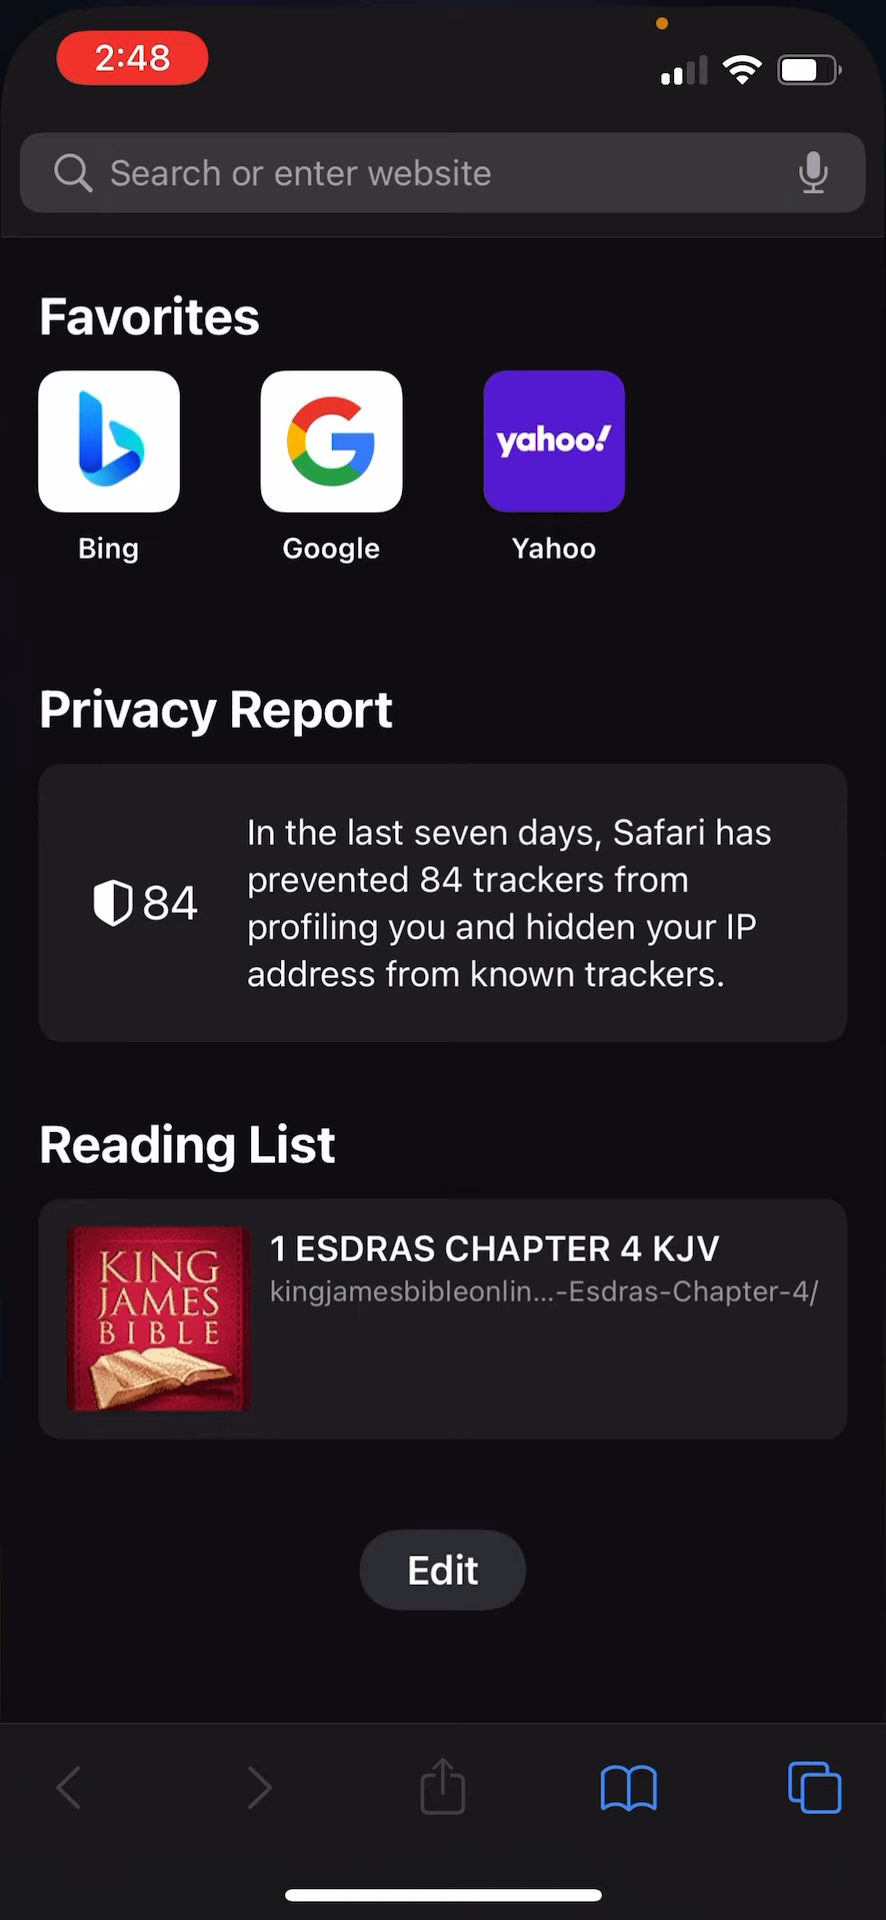 2:48
Search or enter website
Favorites
yahoo!
Bing
Google
Yahoo
Privacy Report
84
In the last seven days, Safari has
prevented 84 trackers from
profiling you and hidden your IP
address from known trackers.
Reading List
KING
JAMES
BIBLE
1 ESDRAS CHAPTER 4 KJV
kingjamesbibleonlin...-Esdras-Chapter-4/
Edit